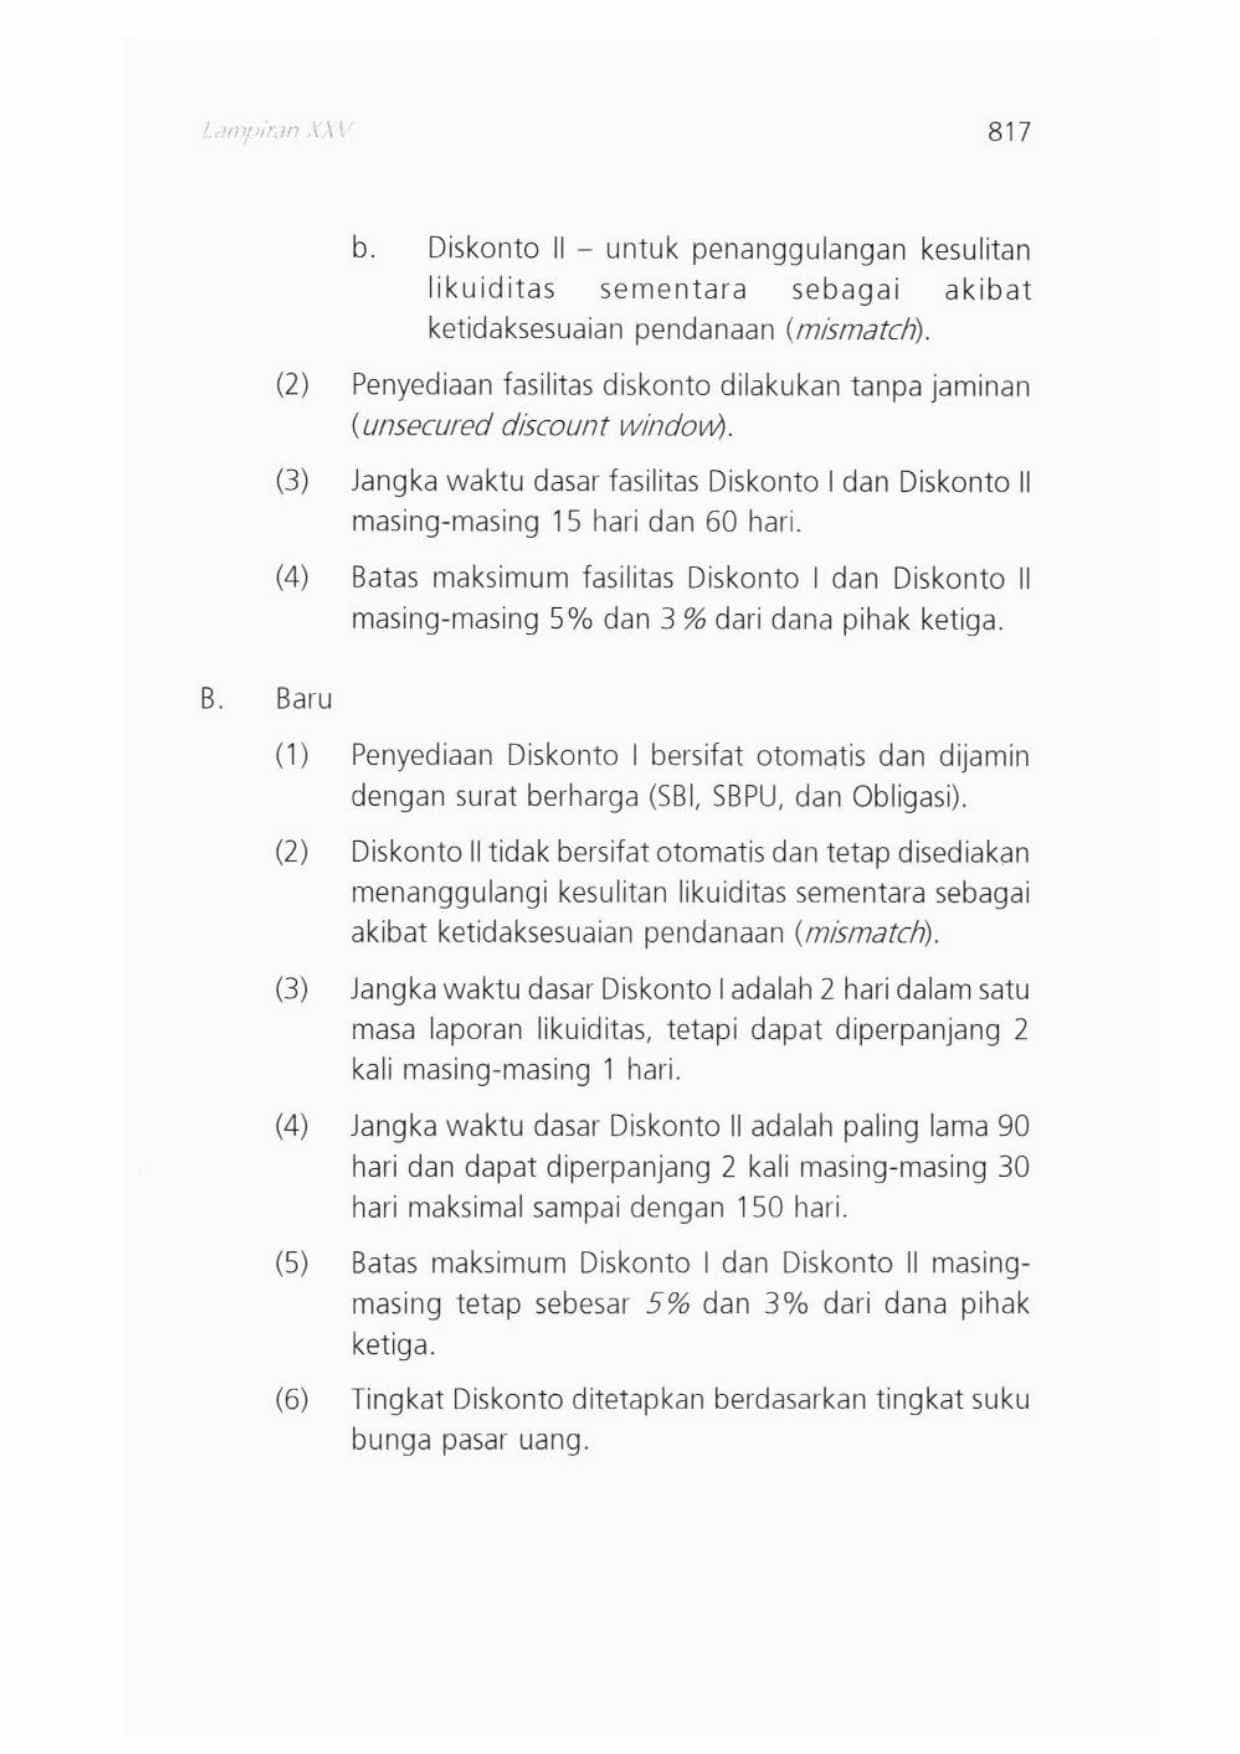 Lampiran XXV 817
b. Diskonto II – untuk penanggulangan kesulitan
likuiditas sementara sebagai akibat
ketidaksesuaian pendanaan (mismatch).
(2) Penyediaan fasilitas diskonto dilakukan tanpa jaminan
(unsecured discount window).
(3) Jangka waktu dasar fasilitas Diskonto I dan Diskonto II
masing-masing 15 hari dan 60 hari.
(4) Batas maksimum fasilitas Diskonto I dan Diskonto II
masing-masing 5% dan 3 % dari dana pihak ketiga.
B. Baru
(1) Penyediaan Diskonto I bersifat otomatis dan dijamin
dengan surat berharga (SBI, SBPU, dan Obligasi).
(2) Diskonto II tidak bersifat otomatis dan tetap disediakan
menanggulangi kesulitan likuiditas sementara sebagai
akibat ketidaksesuaian pendanaan (mismatch).
(3) Jangka waktu dasar Diskonto I adalah 2 hari dalam satu
masa laporan likuiditas, tetapi dapat diperpanjang 2
kali masing-masing 1 hari.
(4) Jangka waktu dasar Diskonto II adalah paling lama 90
hari dan dapat diperpanjang 2 kali masing-masing 30
hari maksimal sampai dengan 150 hari.
(5) Batas maksimum Diskonto I dan Diskonto II masing-
masing tetap sebesar 5% dan 3% dari dana pihak
ketiga.
(6) Tingkat Diskonto ditetapkan berdasarkan tingkat suku
bunga pasar uang.